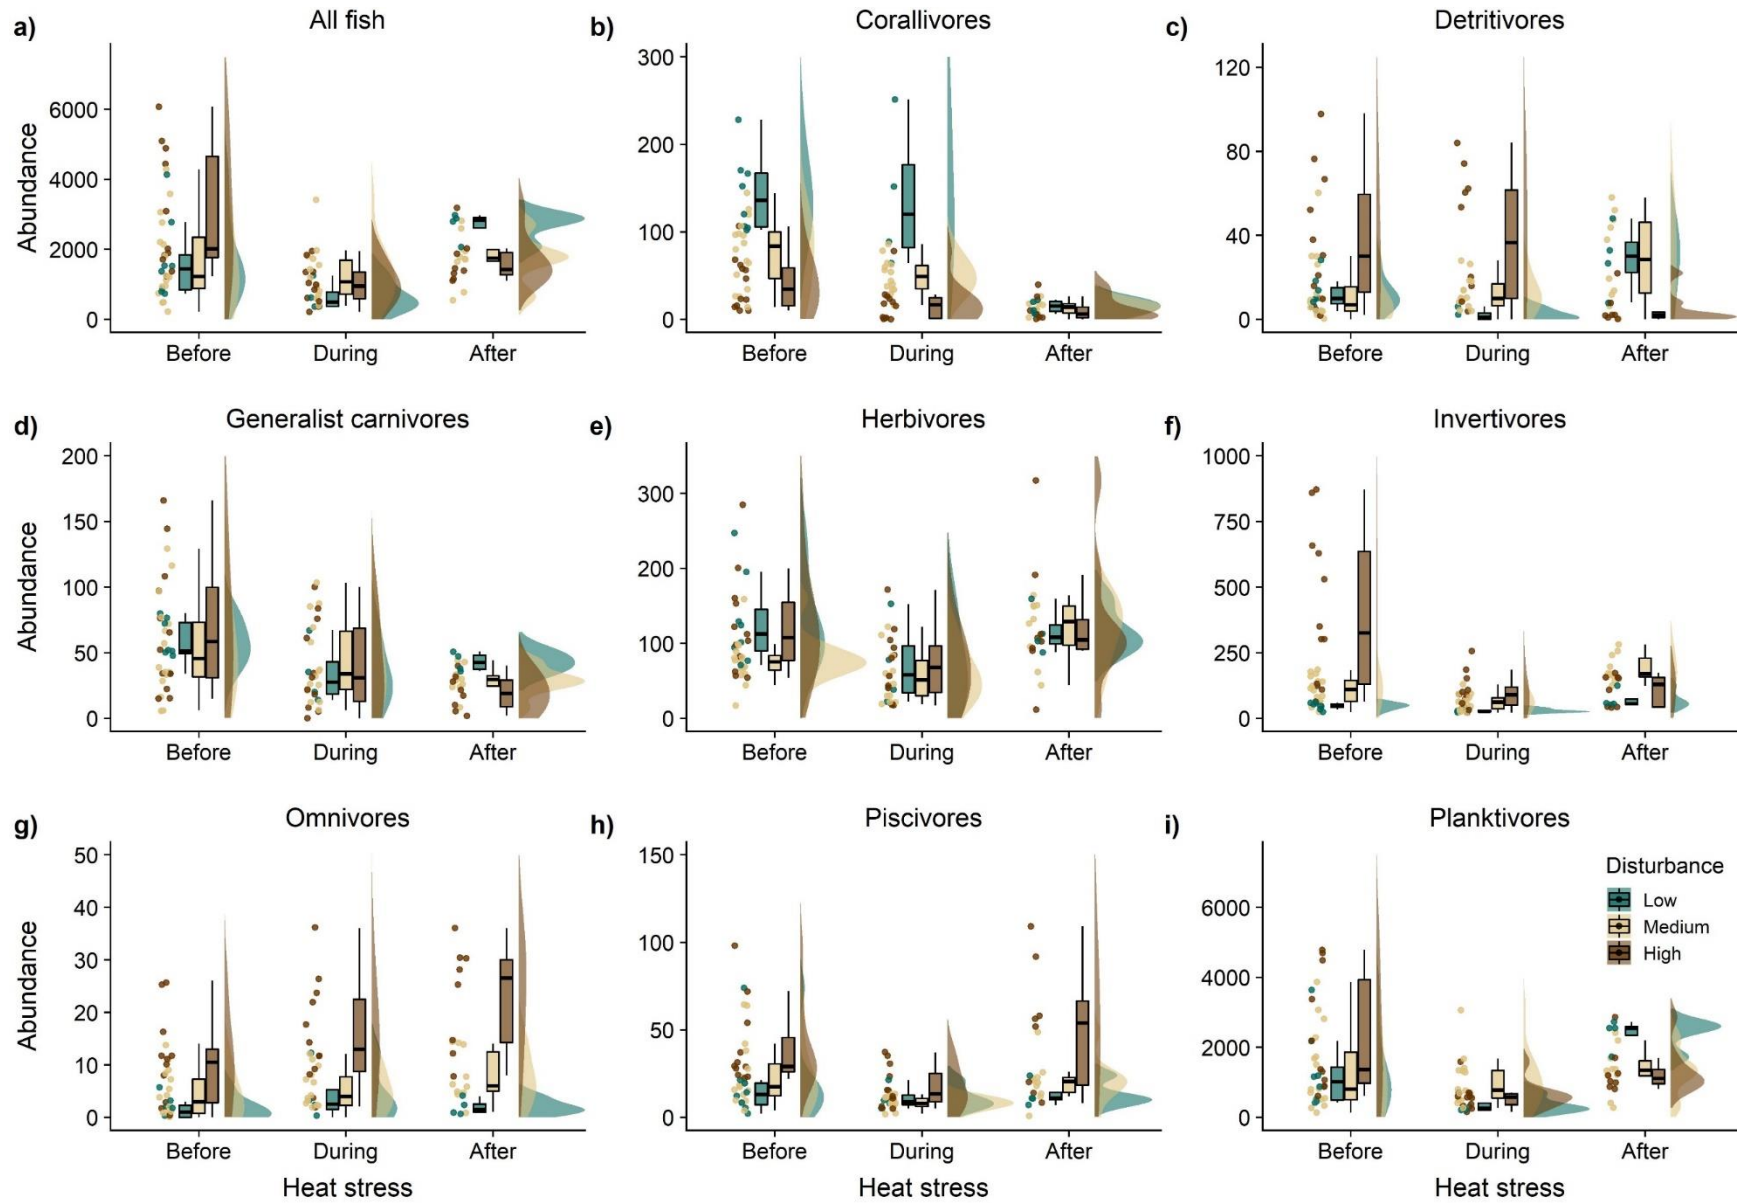 a) All fish
b) Corallivores
c) Detritivores
Abundance
6000
4000
2000
0
Before During After
300
200
100
0
Before During After
120
80
40
0
Before During After
d) Generalist carnivores
e) Herbivores
f) Invertivores
Abundance
200
150
100
50
0
Before During After
300
200
100
0
Before During After
1000
750
500
250
0
Before During After
g) Omnivores
h) Piscivores
i) Planktivores
Abundance
50
40
30
20
10
0
Before During After
Heat stress
150
100
50
0
Before During After
Heat stress
6000
4000
2000
0
Disturbance
Low
Medium
High
Before During After
Heat stress